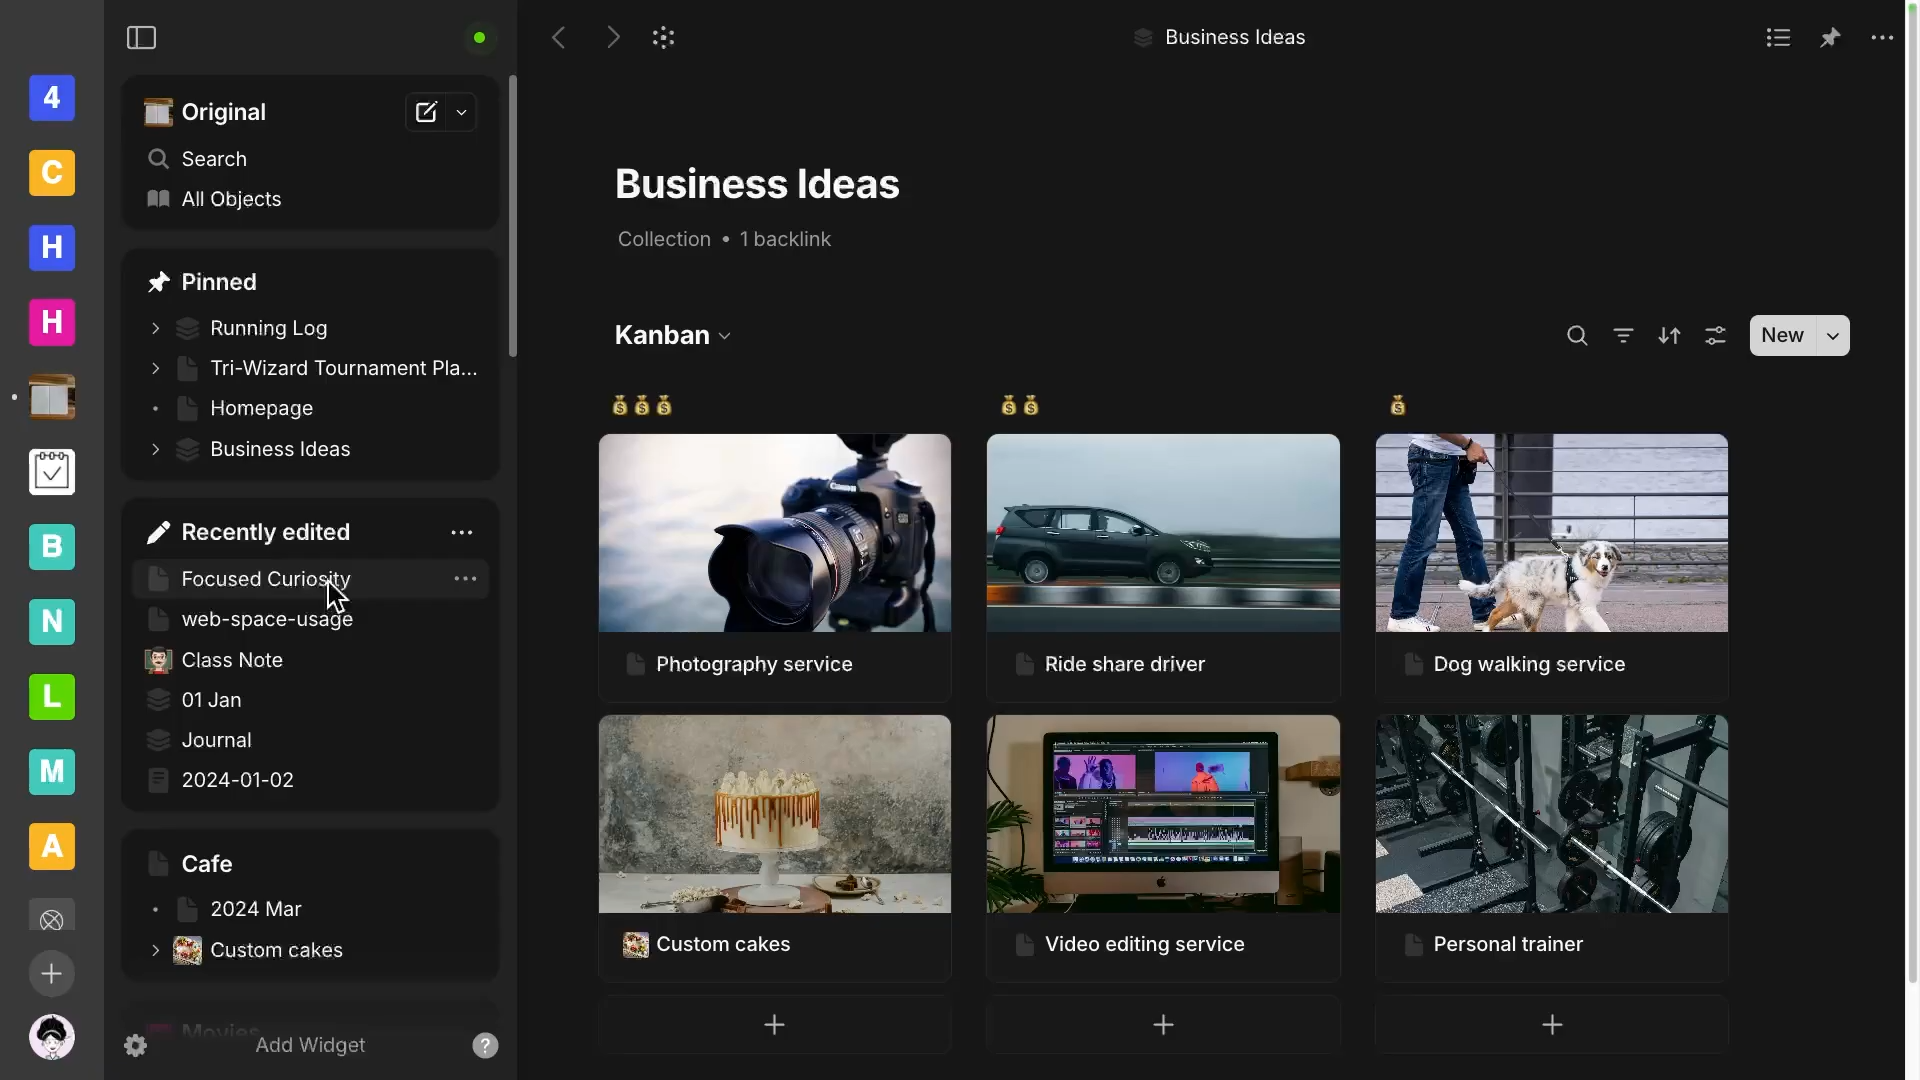 4
C
H
H
B
N
L
M
A
Original
Search
All Objects
Pinned
Running Log
Tri-Wizard Tournament Pla...
Homepage
Business Ideas
Recently edited
Focused Curiosity
web-space-usage
Class Note
01 Jan
Journal
2024-01-02
Cafe
2024 Mar
Custom cakes
Movies
Add Widget
?
Business Ideas
Business Ideas
Collection • 1 backlink
Kanban
New
💰💰💰
Photography service
Custom cakes
💰💰
Ride share driver
Video editing service
💰
Dog walking service
Personal trainer